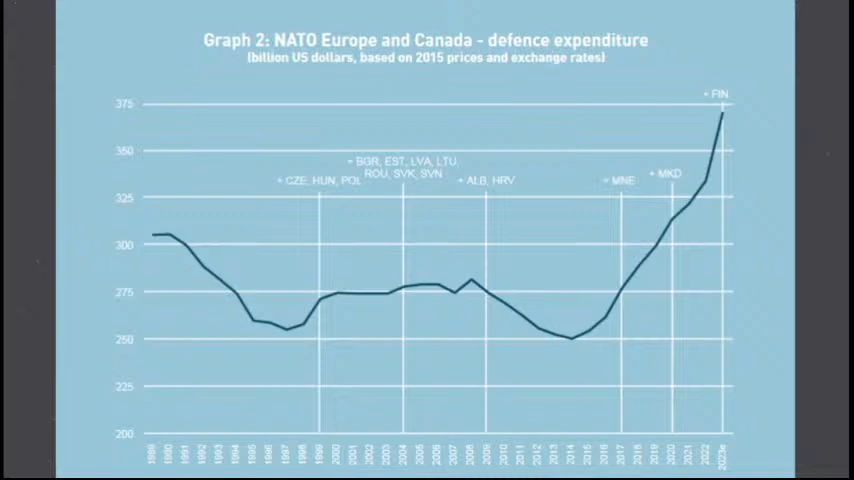 Graph 2: NATO Europe and Canada - defence expenditure
(billion US dollars, based on 2015 prices and exchange rates)
+ FIN
375
350
+ BGR, EST, LVA, LTU,
ROU, SVK, SVN
+ CZE, HUN, POL
+ ALB, HRV
+ MNE
+ MKD
325
300
275
250
225
200
1989 1990 1991 1992 1993 1994 1995 1996 1997 1998 1999 2000 2001 2002 2003 2004 2005 2006 2007 2008 2009 2010 2011 2012 2013 2014 2015 2016 2017 2018 2019 2020 2021 2022 2023e